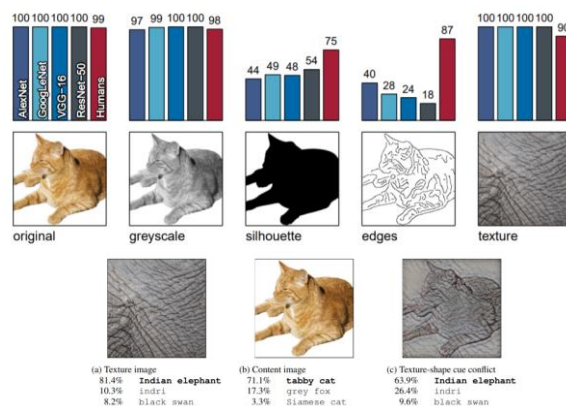 100 100 100 100 99
97 99 100 100 98
44 49 48 54 75
40 28 24 18 87
100 100 100 100 90
AlexNet
GoogLeNet
VGG-16
ResNet-50
Humans
original
greyscale
silhouette
edges
texture
(a) Texture image
81.4% Indian elephant
10.3% indri
8.2% black swan
(b) Content image
71.1% tabby cat
17.3% grey fox
3.3% Siamese cat
(c) Texture-shape cue conflict
63.9% Indian elephant
26.4% indri
9.6% black swan